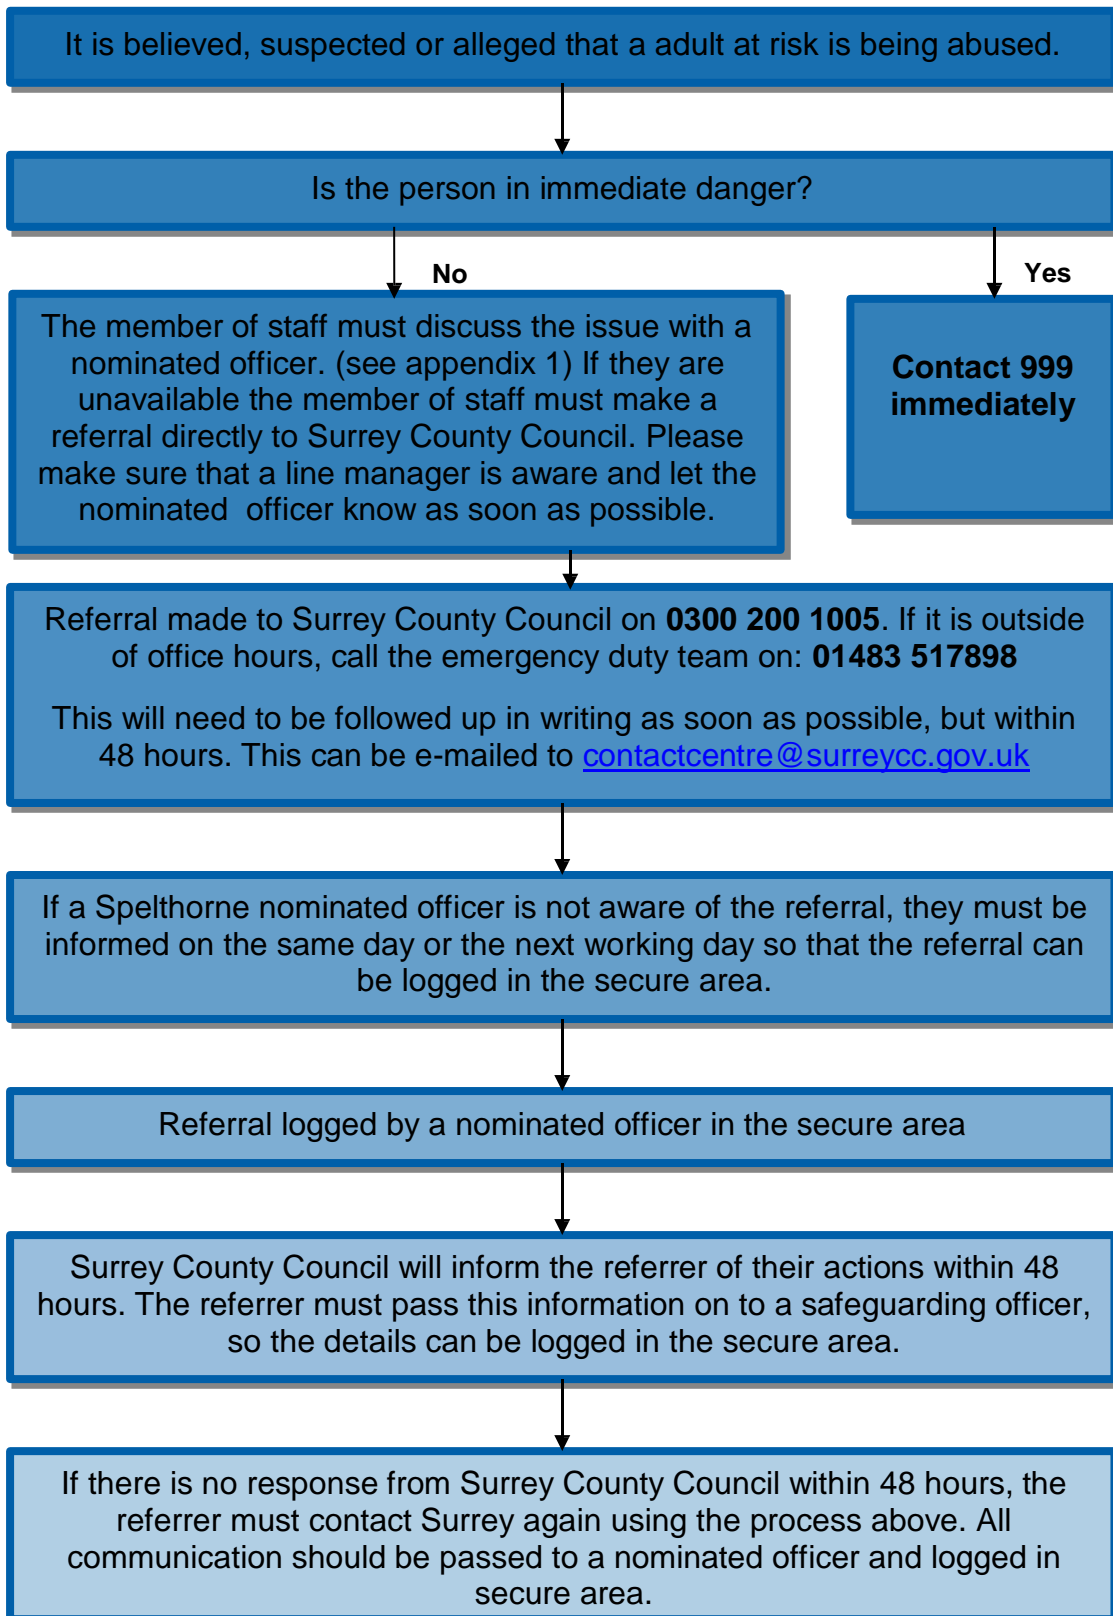 It is believed, suspected or alleged that a adult at risk is being abused.
Is the person in immediate danger?
No
Yes
The member of staff must discuss the issue with a
nominated officer. (see appendix 1) If they are
unavailable the member of staff must make a
referral directly to Surrey County Council. Please
make sure that a line manager is aware and let the
nominated officer know as soon as possible.
Contact 999
immediately
Referral made to Surrey County Council on 0300 200 1005. If it is outside
of office hours, call the emergency duty team on: 01483 517898
This will need to be followed up in writing as soon as possible, but within
48 hours. This can be e-mailed to contactcentre@surreycc.gov.uk
If a Spelthorne nominated officer is not aware of the referral, they must be
informed on the same day or the next working day so that the referral can
be logged in the secure area.
Referral logged by a nominated officer in the secure area
Surrey County Council will inform the referrer of their actions within 48
hours. The referrer must pass this information on to a safeguarding officer,
so the details can be logged in the secure area.
If there is no response from Surrey County Council within 48 hours, the
referrer must contact Surrey again using the process above. All
communication should be passed to a nominated officer and logged in
secure area.